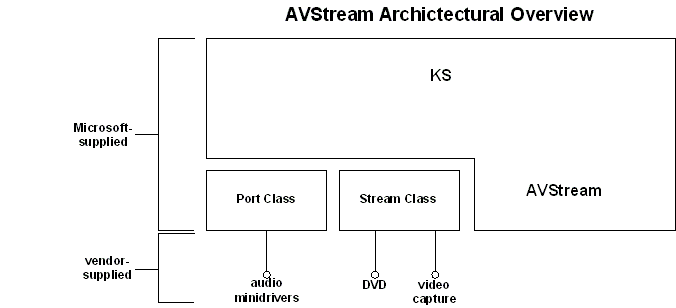 AVStream Archictectural Overview
KS
Microsoft-
supplied
Port Class
Stream Class
AVStream
vendor-
supplied
audio
minidrivers
DVD
video
capture